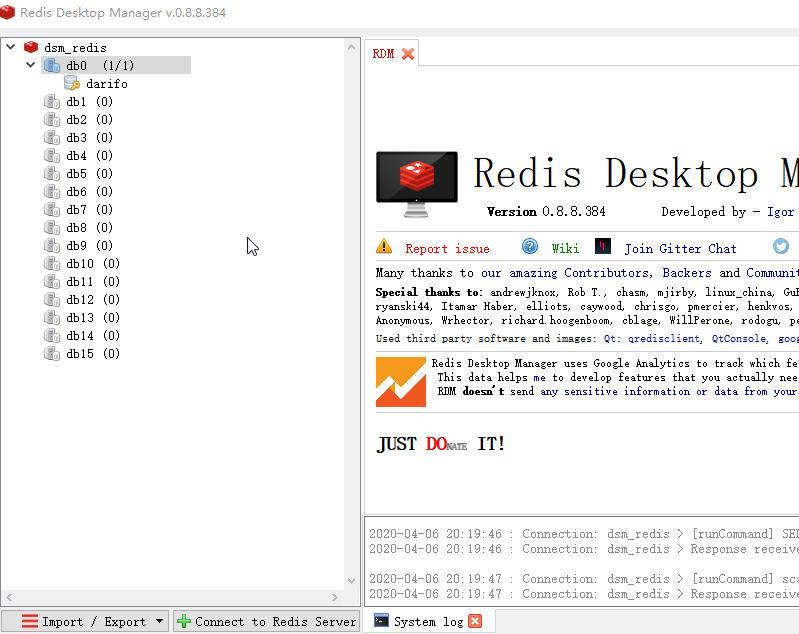 Redis Desktop Manager v.0.8.8.384
dsm_redis
db0 (1/1)
darifo
db1 (0)
db2 (0)
db3 (0)
db4 (0)
db5 (0)
db6 (0)
db7 (0)
db8 (0)
db9 (0)
db10 (0)
db11 (0)
db12 (0)
db13 (0)
db14 (0)
db15 (0)
Import / Export
Connect to Redis Server
RDM
Redis Desktop M
Version 0.8.8.384 Developed by - Igor
Report issue Wiki Join Gitter Chat
Many thanks to our amazing Contributors, Backers and Communit
Special thanks to: andrewjknox, Rob T., chasm, mjirby, linux_china, GuR
ryanski44, Itamar Haber, elliots, caywood, chrisgo, pmercier, henkvos,
Anonymous, Wrhector, richard.hoogenboom, cblage, WillPerone, rodogu, pe
Used third party software and images: Qt; qredisclient, QtConsole, goog
Redis Desktop Manager uses Google Analytics to track which fe
This data helps me to develop features that you actually nee
RDM doesn't send any sensitive information or data from your
JUST DONATE IT!
2020-04-06 20:19:46 : Connection: dsm_redis > [runCommand] SEL
2020-04-06 20:19:46 : Connection: dsm_redis > Response receive
2020-04-06 20:19:47 : Connection: dsm_redis > [runCommand] sca
2020-04-06 20:19:47 : Connection: dsm_redis > Response receive
System log